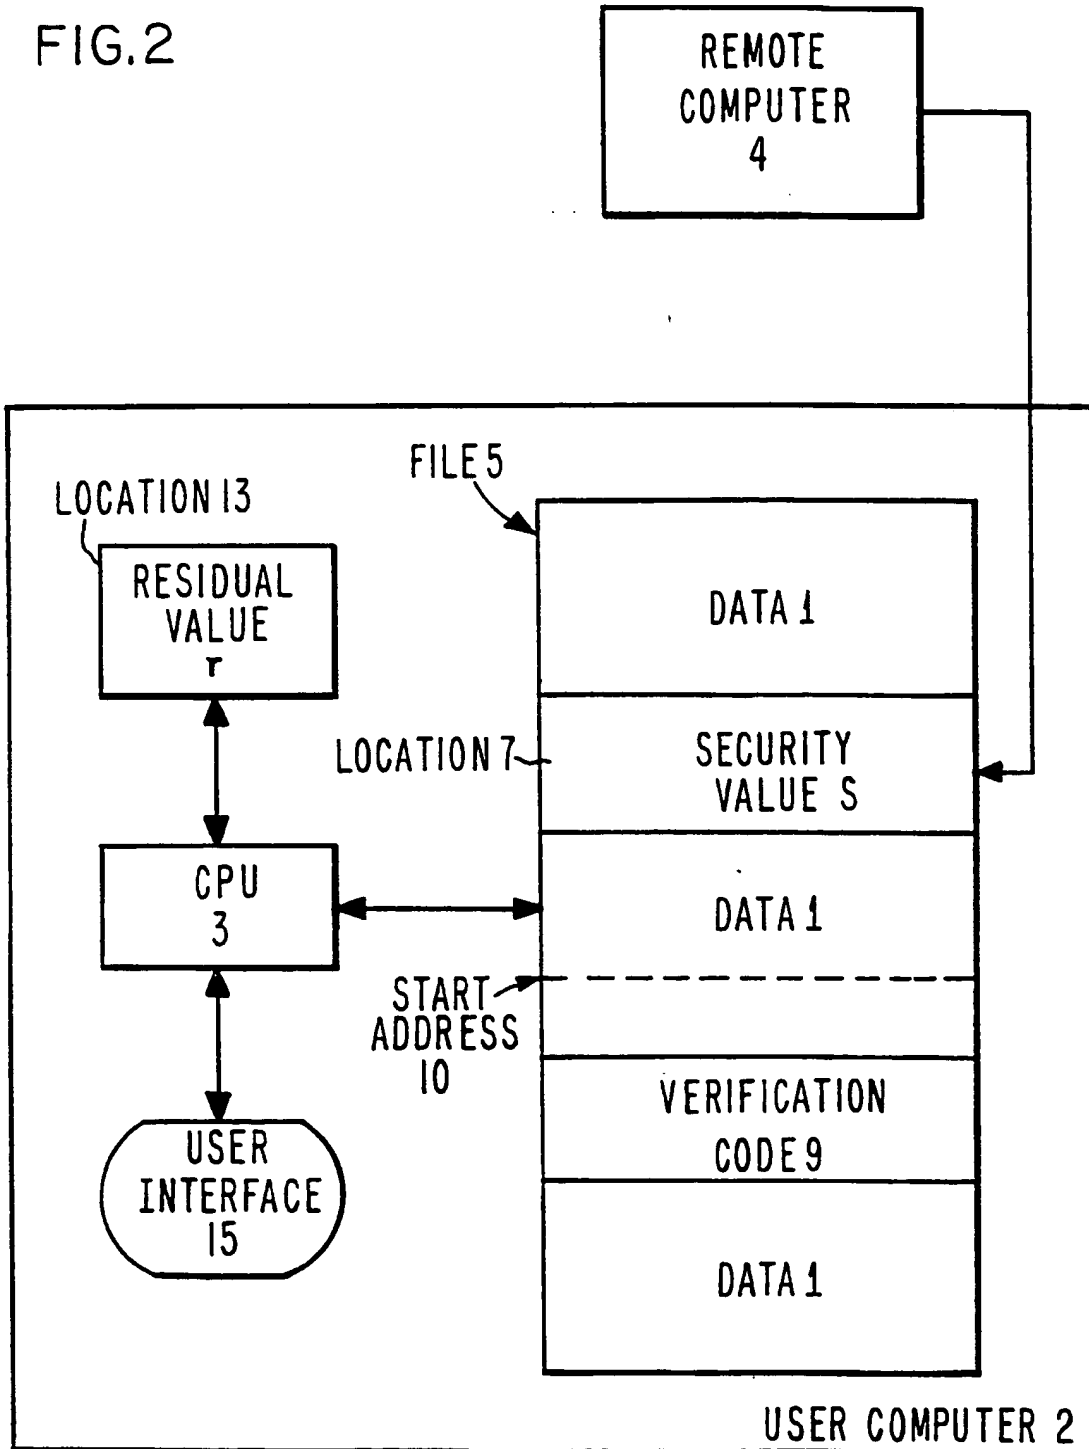 FIG.2
REMOTE
COMPUTER
4
FILE 5
LOCATION 13
RESIDUAL
VALUE
r
DATA 1
LOCATION 7
SECURITY
VALUE S
CPU
3
DATA 1
START
ADDRESS
10
VERIFICATION
CODE 9
USER
INTERFACE
15
DATA 1
USER COMPUTER 2